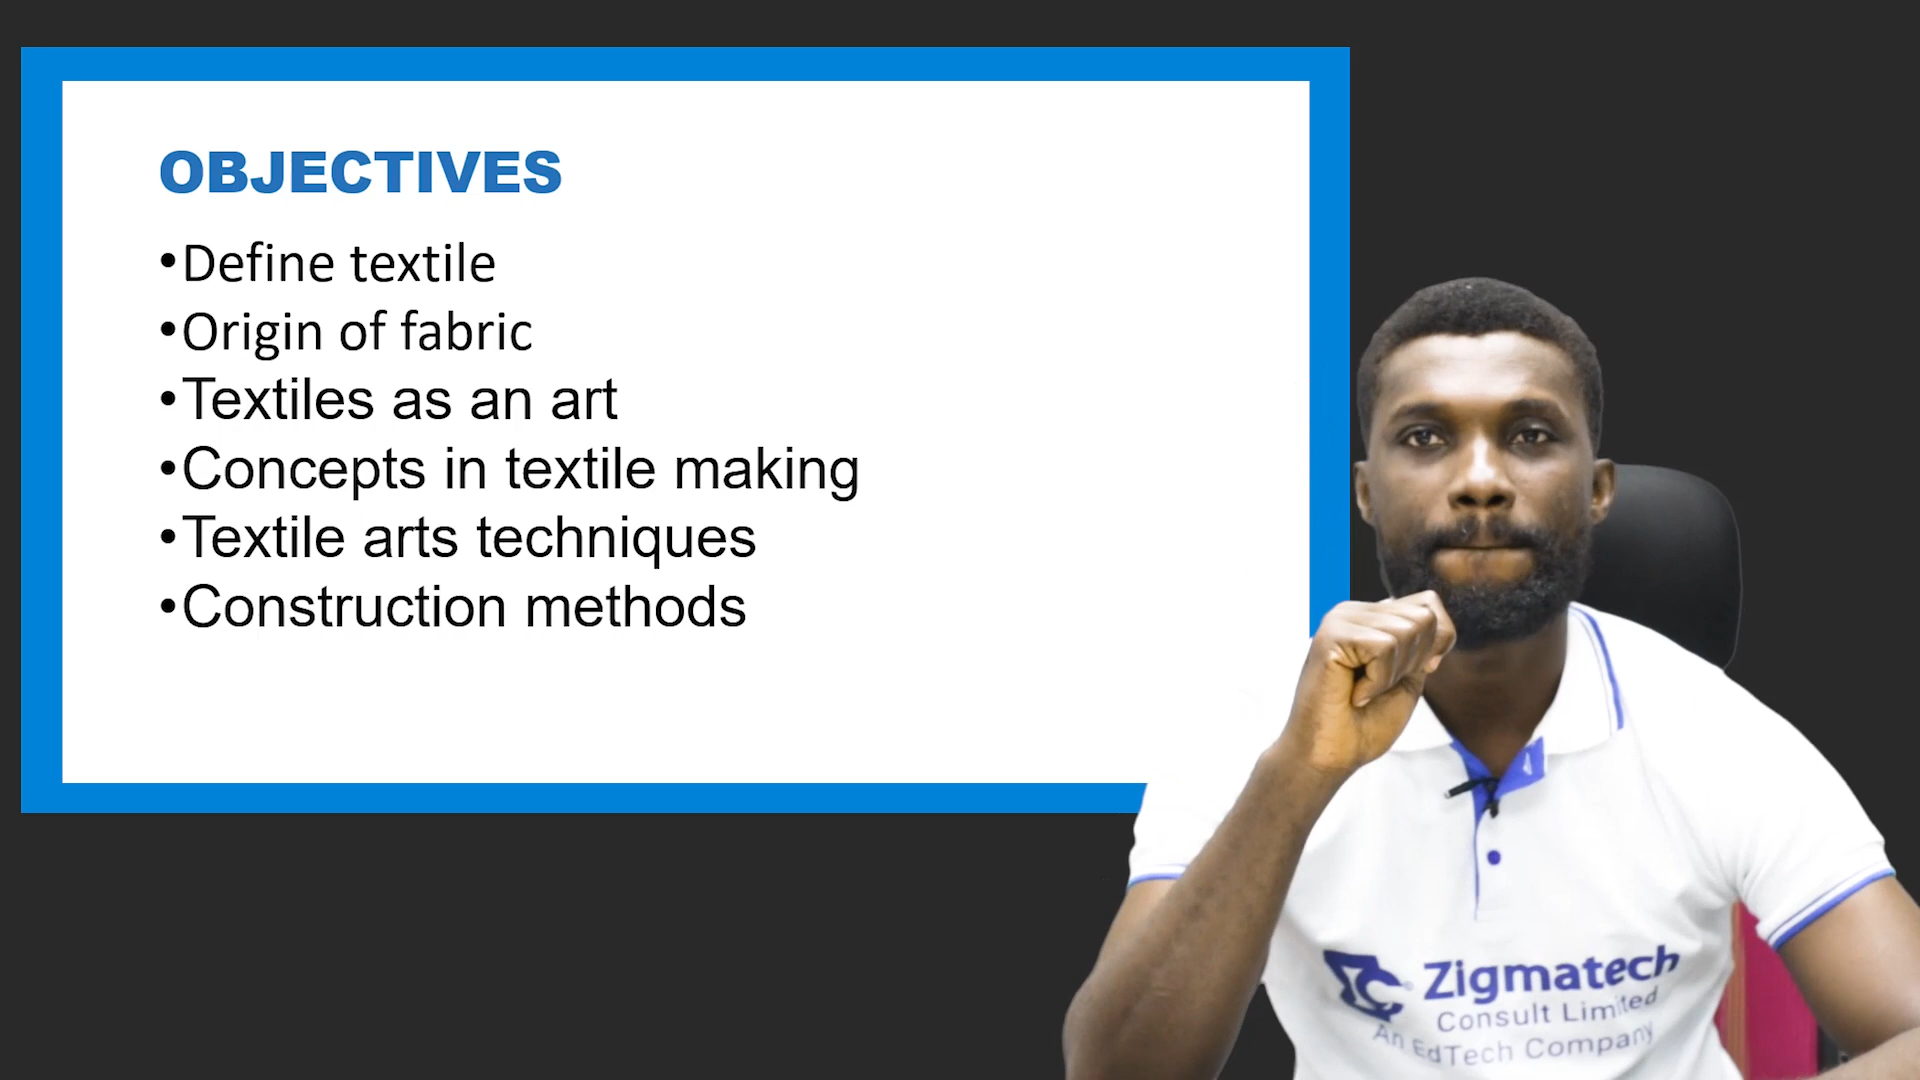 OBJECTIVES
•Define textile
•Origin of fabric
•Textiles as an art
•Concepts in textile making
•Textile arts techniques
•Construction methods
Zigmatech
Consult Limited
An EdTech Company